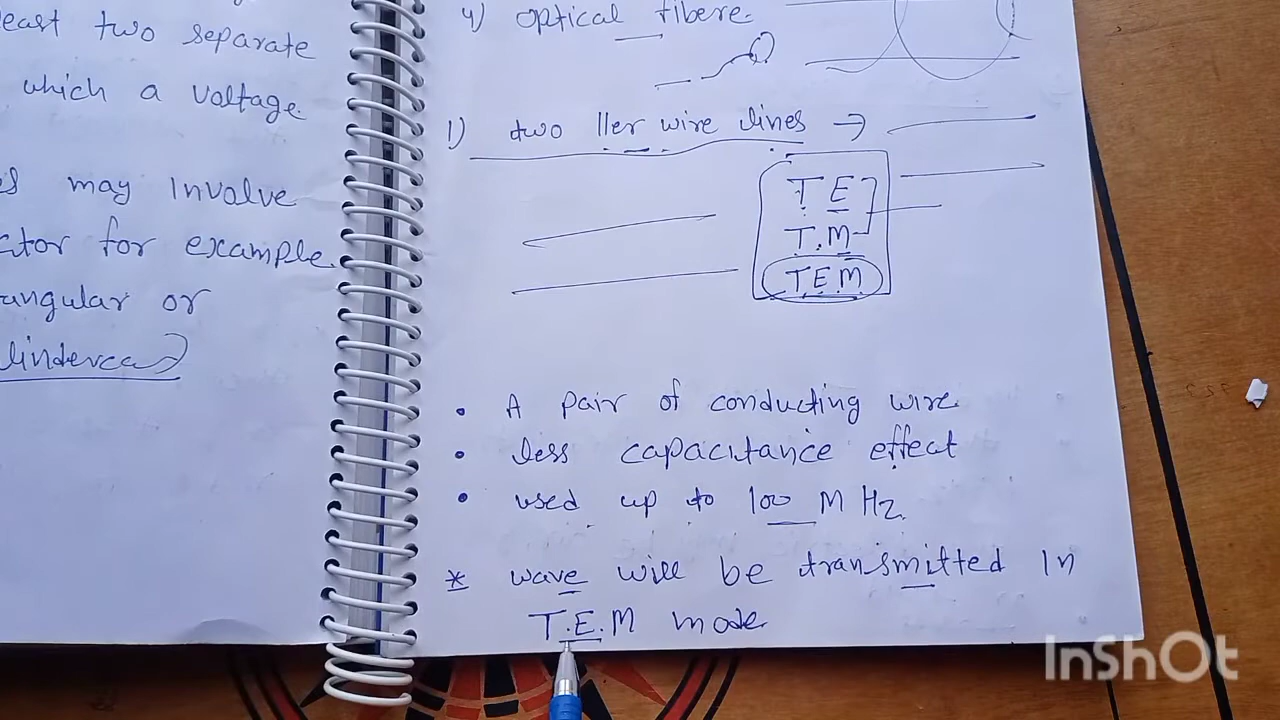 east two separate
which a voltage
s may Involve
ctor for example.
angular or
lindercal
4) optical fibere
1) two ller wire lines →
T E
T.M
T.E.M
• A pair of conducting wire
• less capacitance effect
• used up to 100 M Hz.
* wave will be transmitted In
T.E.M mode
InShOt